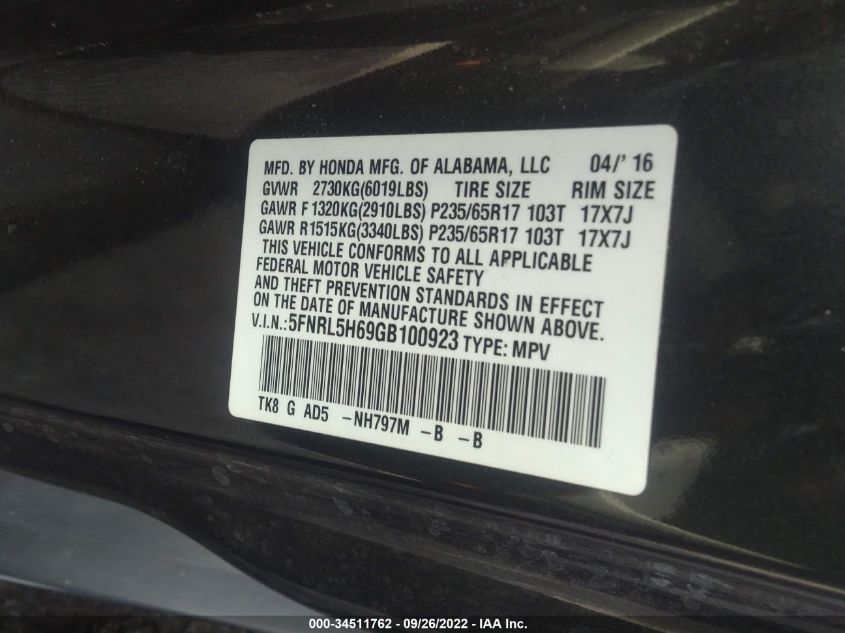 MFD. BY HONDA MFG. OF ALABAMA, LLC 04/' 16
GVWR 2730KG(6019LBS) TIRE SIZE RIM SIZE
GAWR F 1320KG(2910LBS) P235/65R17 103T 17X7J
GAWR R1515KG(3340LBS) P235/65R17 103T 17X7J
THIS VEHICLE CONFORMS TO ALL APPLICABLE
FEDERAL MOTOR VEHICLE SAFETY
AND THEFT PREVENTION STANDARDS IN EFFECT
ON THE DATE OF MANUFACTURE SHOWN ABOVE.
V.I.N.:5FNRL5H69GB100923 TYPE: MPV
TK8 G AD5 -NH797M -B -B
000-34511762 - 09/26/2022 - IAA Inc.